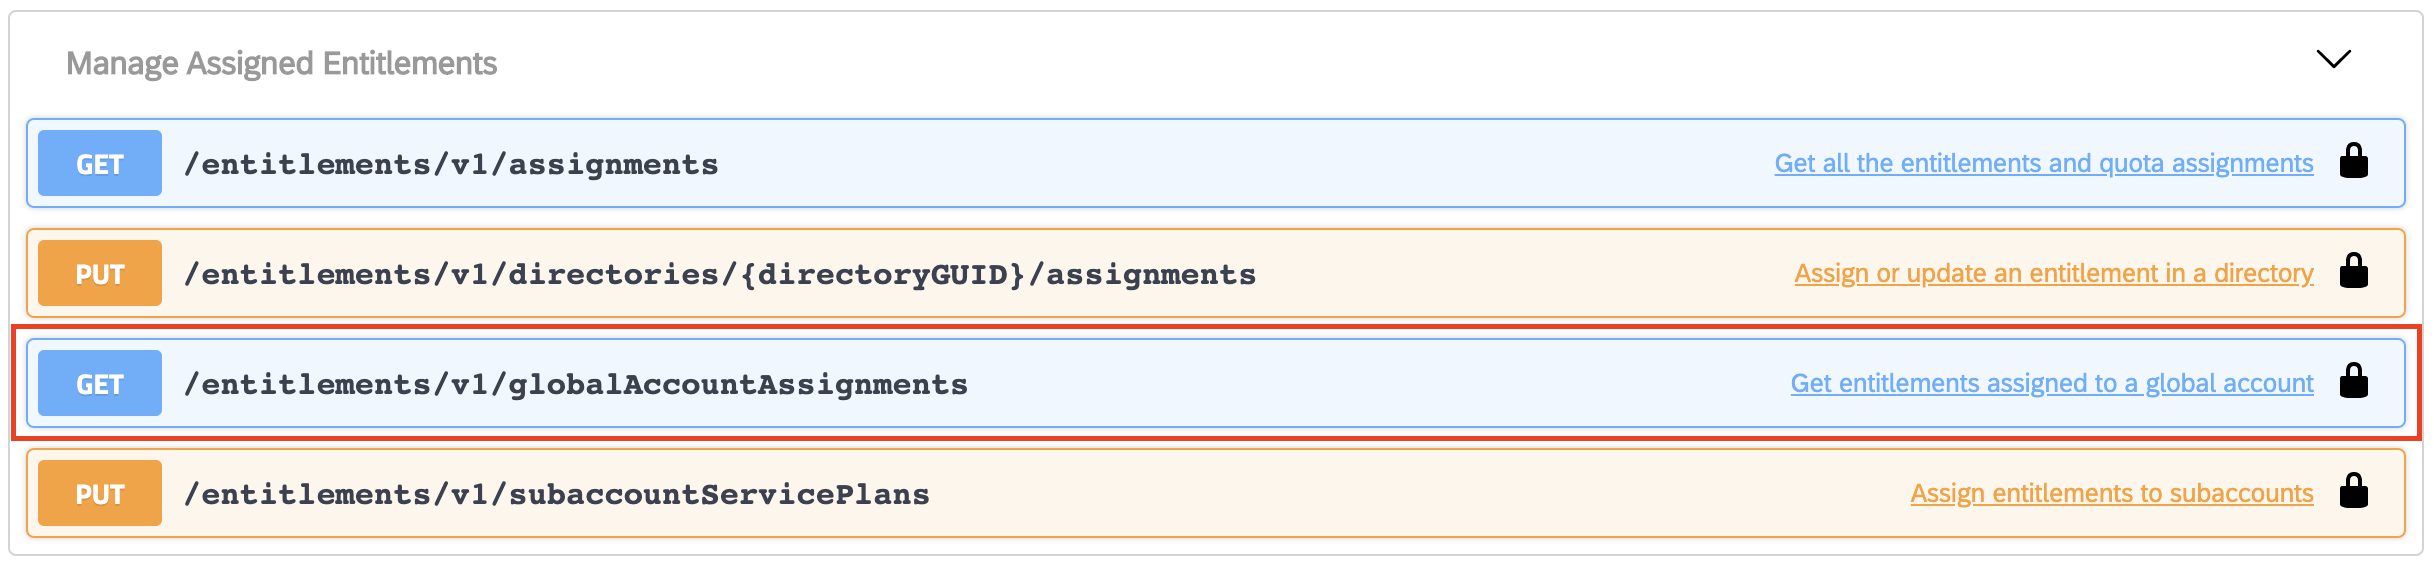 Manage Assigned Entitlements
GET /entitlements/v1/assignments Get all the entitlements and quota assignments
PUT /entitlements/v1/directories/{directoryGUID}/assignments Assign or update an entitlement in a directory
GET /entitlements/v1/globalAccountAssignments Get entitlements assigned to a global account
PUT /entitlements/v1/subaccountServicePlans Assign entitlements to subaccounts